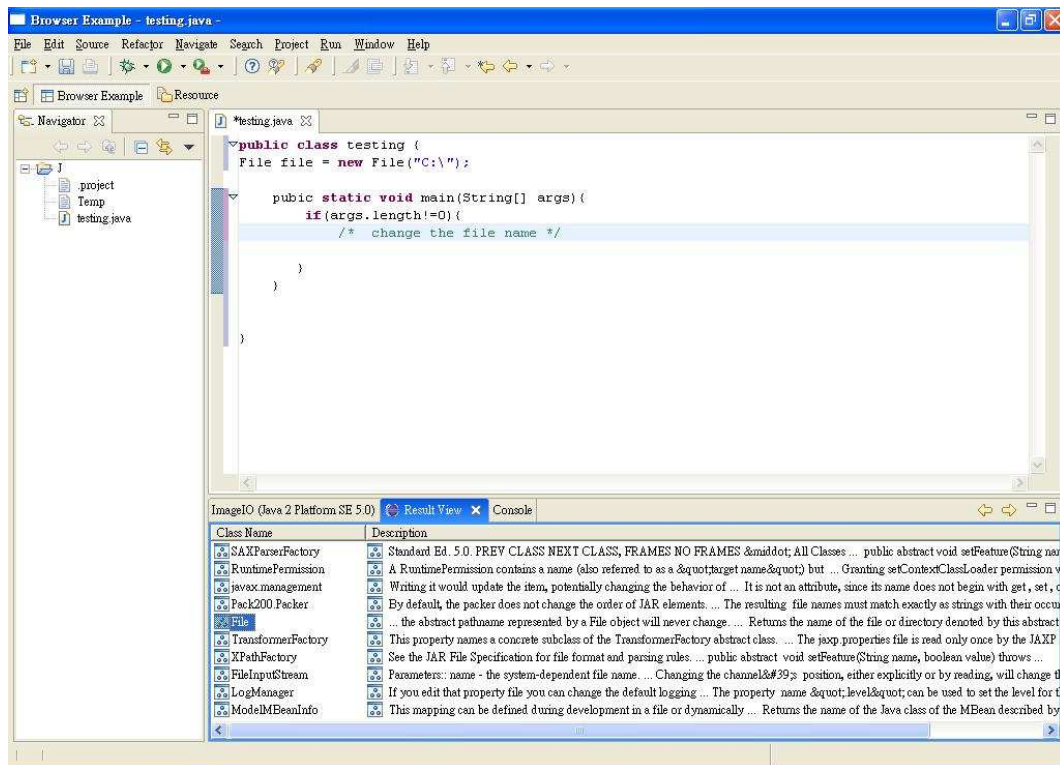 Browser Example - testing.java -
File Edit Source Refactor Navigate Search Project Run Window Help
Browser Example Resource
Navigator
J
.project
Temp
testing.java
*testing.java
public class testing {
File file = new File("C:\");
pubic static void main(String[] args){
if(args.length!=0){
/* change the file name */
}
}
}
ImageIO (Java 2 Platform SE 5.0) Result View Console
Class Name Description
SAXParserFactory Standard Ed. 5.0. PREV CLASS NEXT CLASS, FRAMES NO FRAMES &middot; All Classes ... public abstract void setFeature(String nam
RuntimePermission A RuntimePermission contains a name (also referred to as a &quot;target name&quot;) but ... Granting setContextClassLoader permission w
javax.management Writing it would update the item, potentially changing the behavior of ... It is not an attribute, since its name does not begin with get , set , o
Pack200.Packer By default, the packer does not change the order of JAR elements. ... The resulting file names must match exactly as strings with their occu
File ... the abstract pathname represented by a File object will never change. ... Returns the name of the file or directory denoted by this abstract
TransformerFactory This property names a concrete subclass of the TransformerFactory abstract class. ... The jaxp.properties file is read only once by the JAXP
XPathFactory See the JAR File Specification for file format and parsing rules. ... public abstract void setFeature(String name, boolean value) throws ...
FileInputStream Parameters:: name - the system-dependent file name. ... Changing the channel&#39;s position, either explicitly or by reading, will change th
LogManager If you edit that property file you can change the default logging ... The property name &quot;.level&quot; can be used to set the level for t
ModelMBeanInfo This mapping can be defined during development in a file or dynamically ... Returns the name of the Java class of the MBean described by